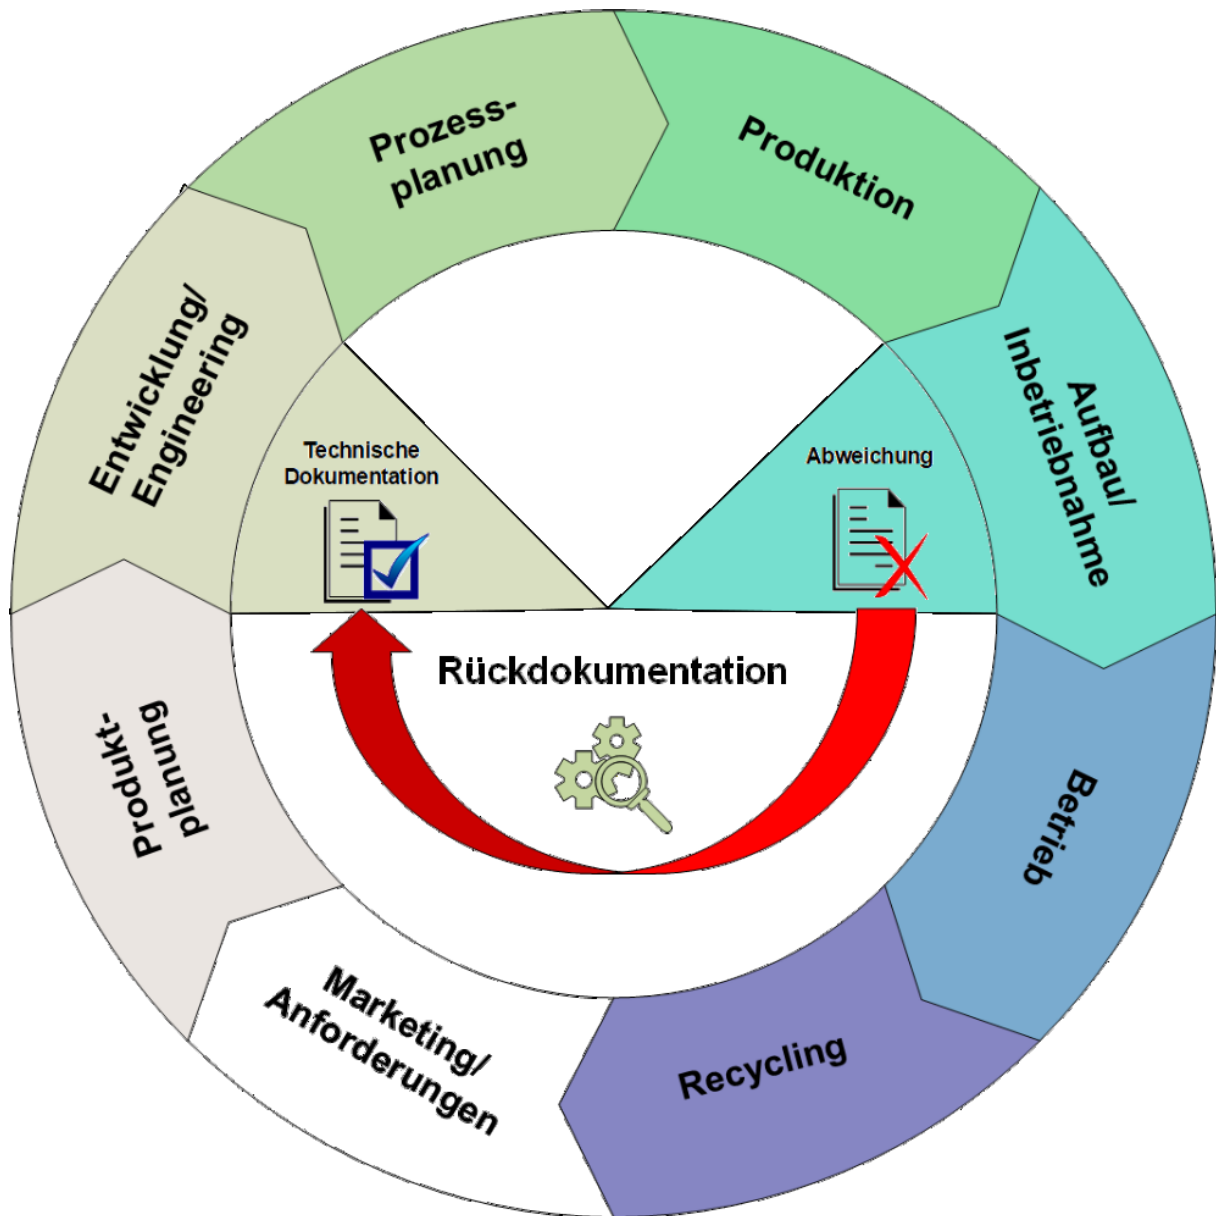 Prozess-
planung
Produktion
Entwicklung/
Engineering
Aufbau/
Inbetriebnahme
Technische
Dokumentation
Abweichung
Rückdokumentation
Produkt-
planung
Betrieb
Marketing/
Anforderungen
Recycling